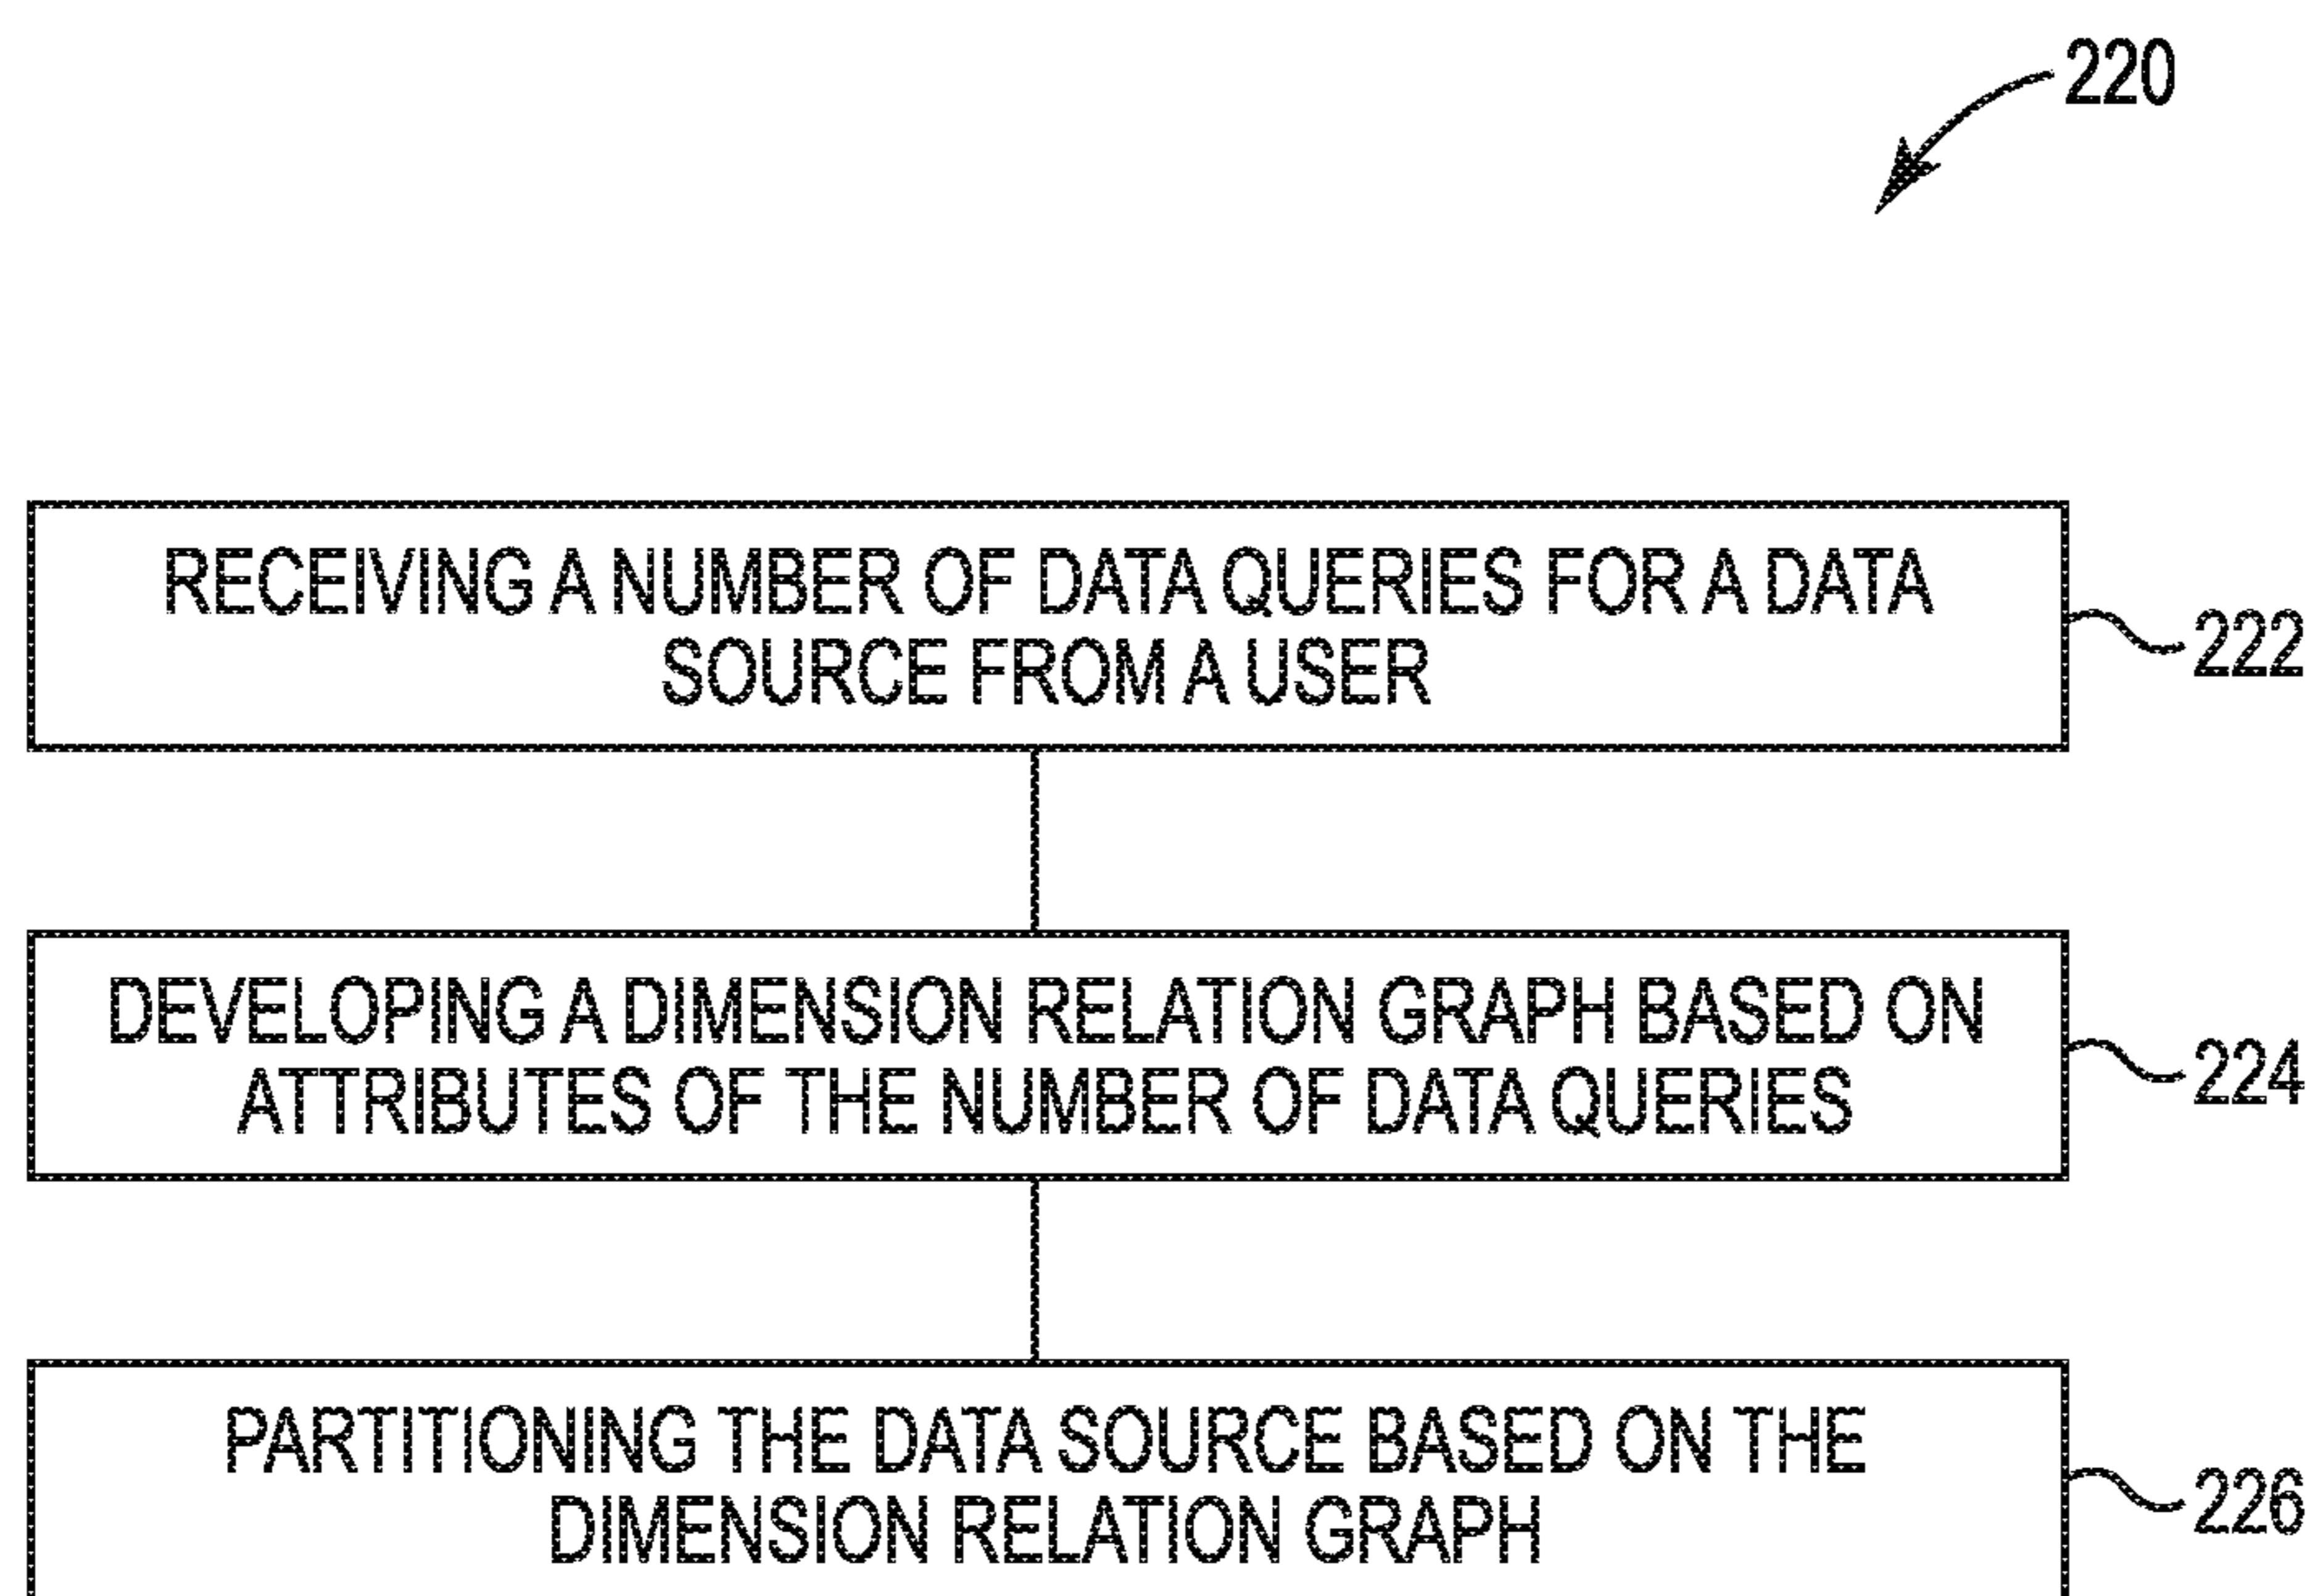 220
RECEIVING A NUMBER OF DATA QUERIES FOR A DATA
SOURCE FROM A USER
222
DEVELOPING A DIMENSION RELATION GRAPH BASED ON
ATTRIBUTES OF THE NUMBER OF DATA QUERIES
224
PARTITIONING THE DATA SOURCE BASED ON THE
DIMENSION RELATION GRAPH
226